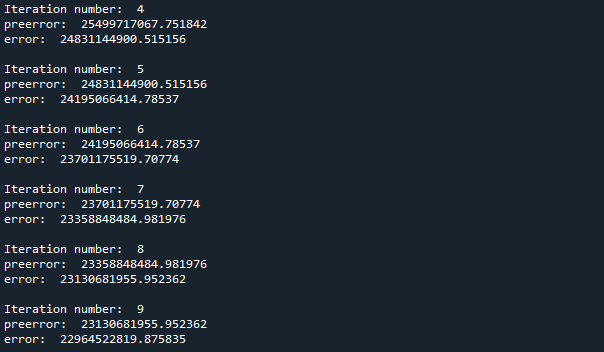 Iteration number:  4
preerror:  25499717067.751842
error:  24831144900.515156
Iteration number:  5
preerror:  24831144900.515156
error:  24195066414.78537
Iteration number:  6
preerror:  24195066414.78537
error:  23701175519.70774
Iteration number:  7
preerror:  23701175519.70774
error:  23358848484.981976
Iteration number:  8
preerror:  23358848484.981976
error:  23130681955.952362
Iteration number:  9
preerror:  23130681955.952362
error:  22964522819.875835